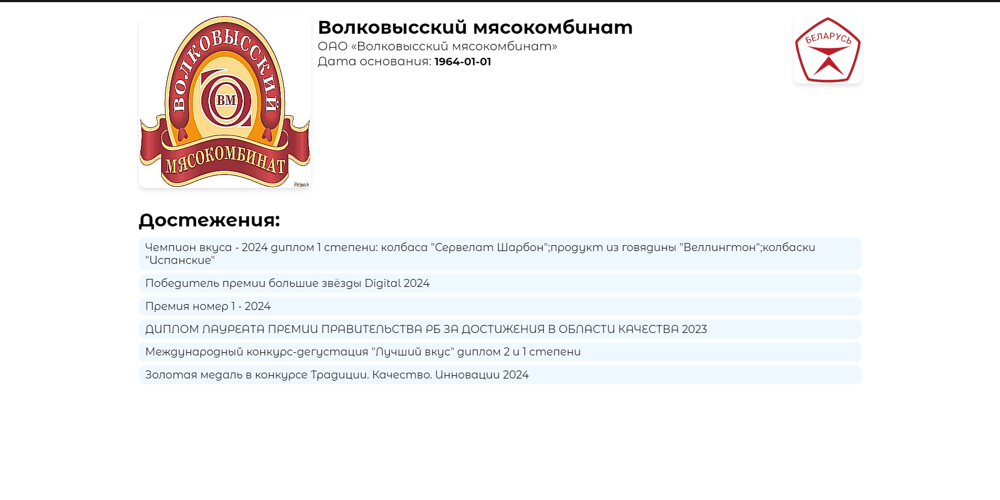 ВОЛКОВЫССКИЙ
ВМ
МЯСОКОМБИНАТ
Волковысский мясокомбинат
ОАО «Волковысский мясокомбинат»
Дата основания: 1964-01-01
БЕЛАРУСЬ
Достежения:
Чемпион вкуса - 2024 диплом 1 степени: колбаса "Сервелат Шарбон";продукт из говядины "Веллингтон";колбаски
"Испанские"
Победитель премии большие звёзды Digital 2024
Премия номер 1 - 2024
ДИПЛОМ ЛАУРЕАТА ПРЕМИИ ПРАВИТЕЛЬСТВА РБ ЗА ДОСТИЖЕНИЯ В ОБЛАСТИ КАЧЕСТВА 2023
Международный конкурс-дегустация "Лучший вкус" диплом 2 и 1 степени
Золотая медаль в конкурсе Традиции. Качество. Инновации 2024